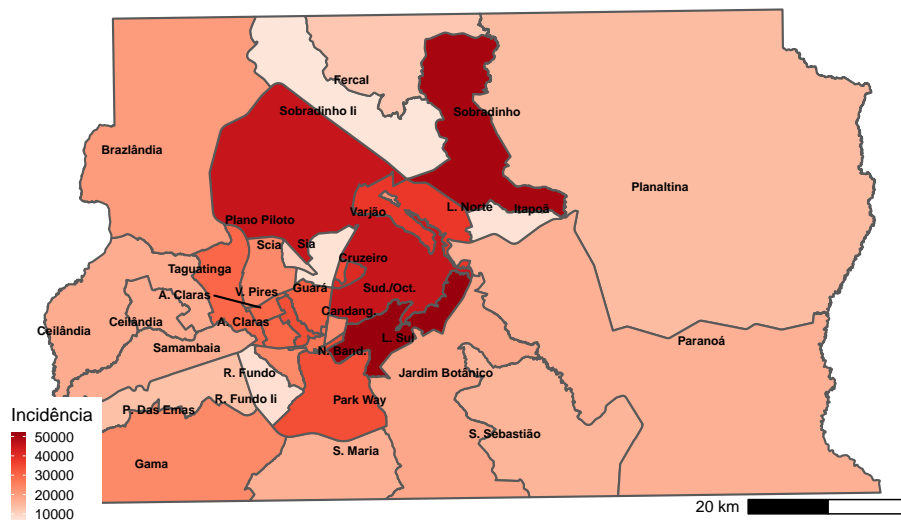 Fercal
Sobradinho Ii
Sobradinho
Brazlândia
Planaltina
Plano Piloto
Varjão
L. Norte
Itapoã
Scia
Sia
Cruzeiro
Taguatinga
V. Pires
Guará
Sud./Oct.
A. Claras
Candang.
Ceilândia
Ceilândia
A. Claras
L. Sul
Samambaia
N. Band.
Paranoá
R. Fundo
Jardim Botânico
R. Fundo Ii
Park Way
P. Das Emas
S. Sebastião
S. Maria
Gama
Incidência
50000
40000
30000
20000
10000
20 km